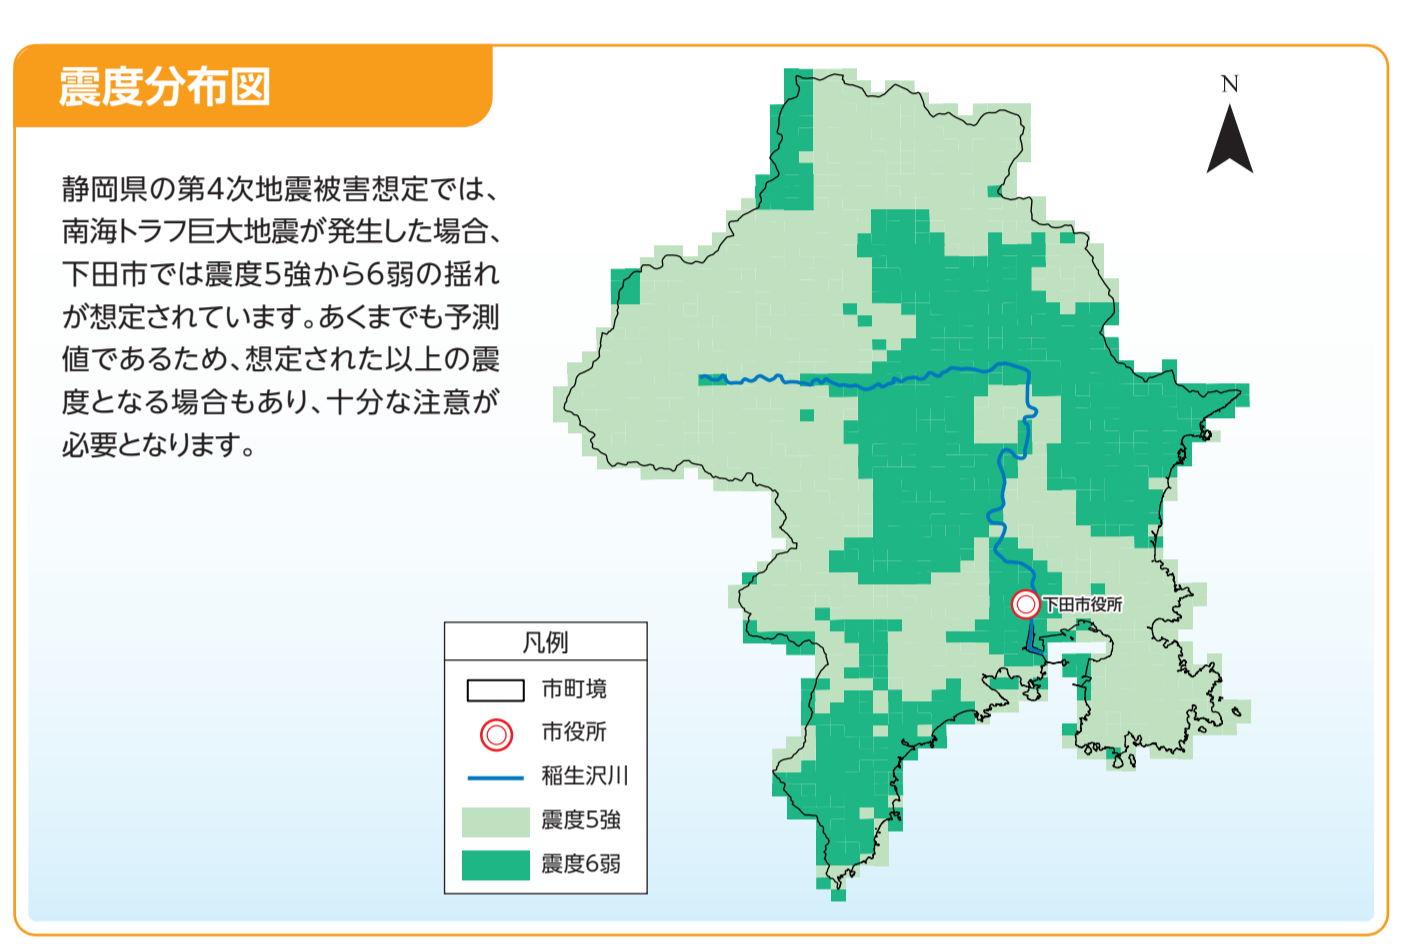 震度分布図
静岡県の第4次地震被害想定では、
南海トラフ巨大地震が発生した場合、
下田市では震度5強から6弱の揺れ
が想定されています。あくまでも予測
値であるため、想定された以上の震
度となる場合もあり、十分な注意が
必要となります。
N
下田市役所
凡例
市町境
市役所
稲生沢川
震度5強
震度6弱